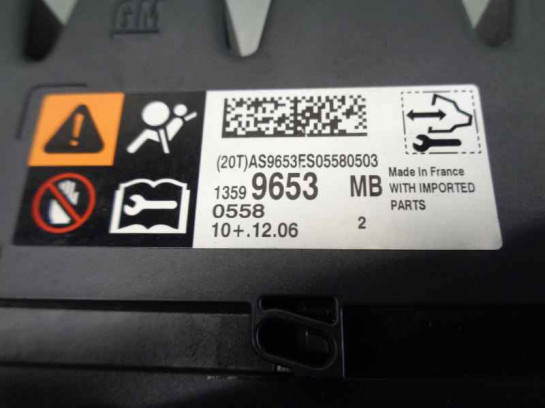 GM
(20T)AS9653ES05580503
1359 9653 MB
0558
10+.12.06 2
Made in France
WITH IMPORTED
PARTS